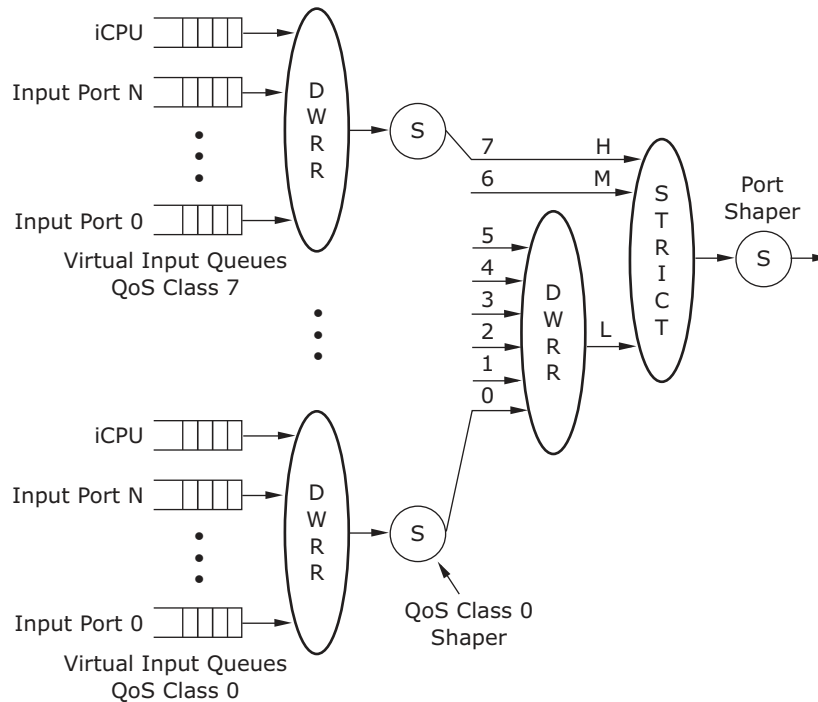 iCPU
Input Port N
Input Port 0
Virtual Input Queues
QoS Class 7
D
W
R
R
S
7
H
6
M
5
4
3
2
1
0
D
W
R
R
L
S
T
R
I
C
T
Port
Shaper
S
iCPU
Input Port N
Input Port 0
Virtual Input Queues
QoS Class 0
D
W
R
R
S
QoS Class 0
Shaper